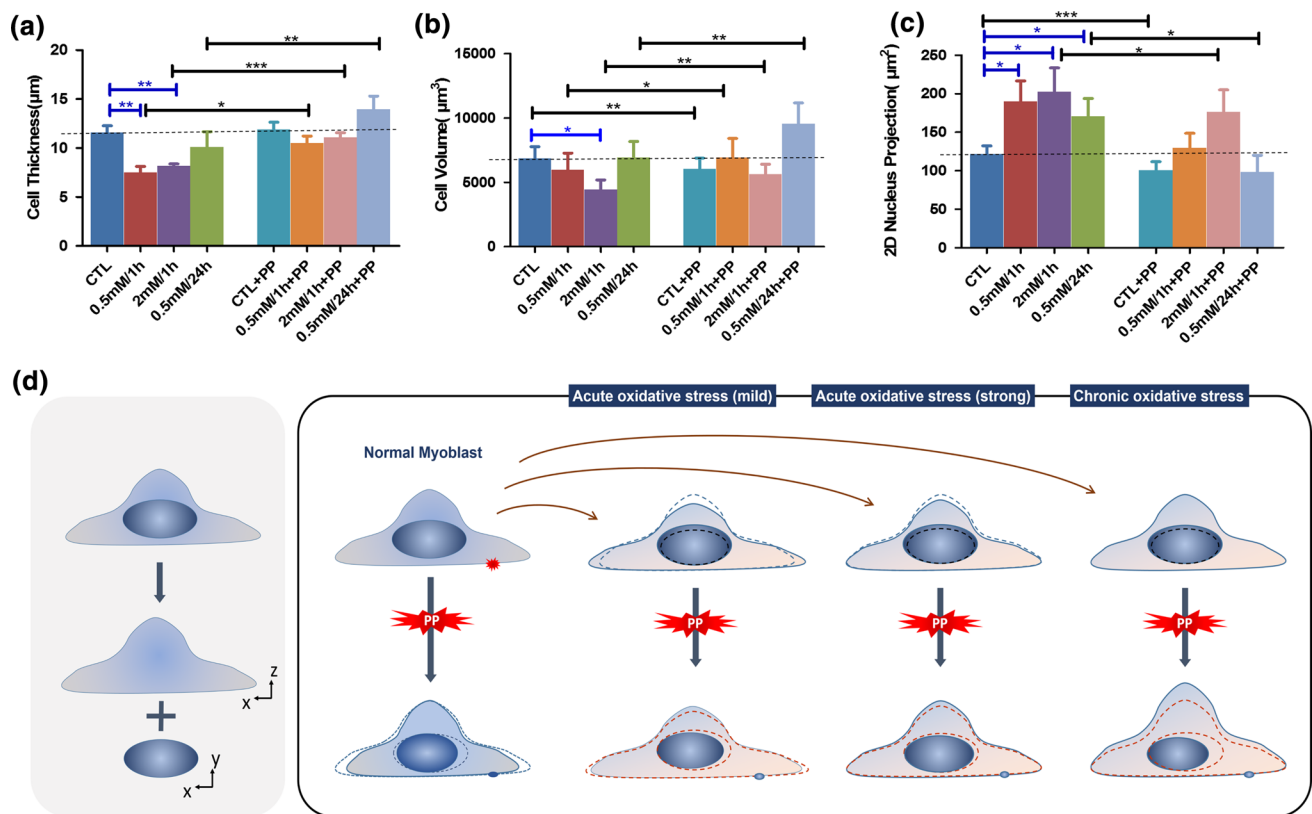 (a)
**
***
**
**
*
20
15
10
5
0
Cell Thickness(μm)
CTL
0.5mM/1h
2mM/1h
0.5mM/24h
CTL+PP
0.5mM/1h+PP
2mM/1h+PP
0.5mM/24h+PP
(b)
**
**
*
**
*
15000
10000
5000
0
Cell Volume( μm³)
CTL
0.5mM/1h
2mM/1h
0.5mM/24h
CTL+PP
0.5mM/1h+PP
2mM/1h+PP
0.5mM/24h+PP
(c)
***
*
*
*
*
*
250
200
150
100
50
0
2D Nucleus Projection( μm²)
CTL
0.5mM/1h
2mM/1h
0.5mM/24h
CTL+PP
0.5mM/1h+PP
2mM/1h+PP
0.5mM/24h+PP
(d)
z
x
y
x
Acute oxidative stress (mild)
Acute oxidative stress (strong)
Chronic oxidative stress
Normal Myoblast
PP
PP
PP
PP